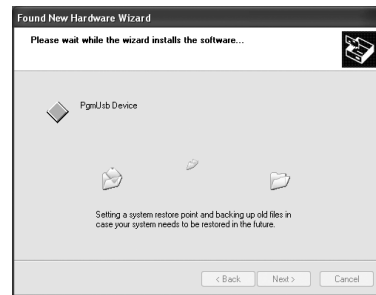 Found New Hardware Wizard
Please wait while the wizard installs the software...
PgmUsb Device
Setting a system restore point and backing up old files in
case your system needs to be restored in the future.
< Back
Next >
Cancel